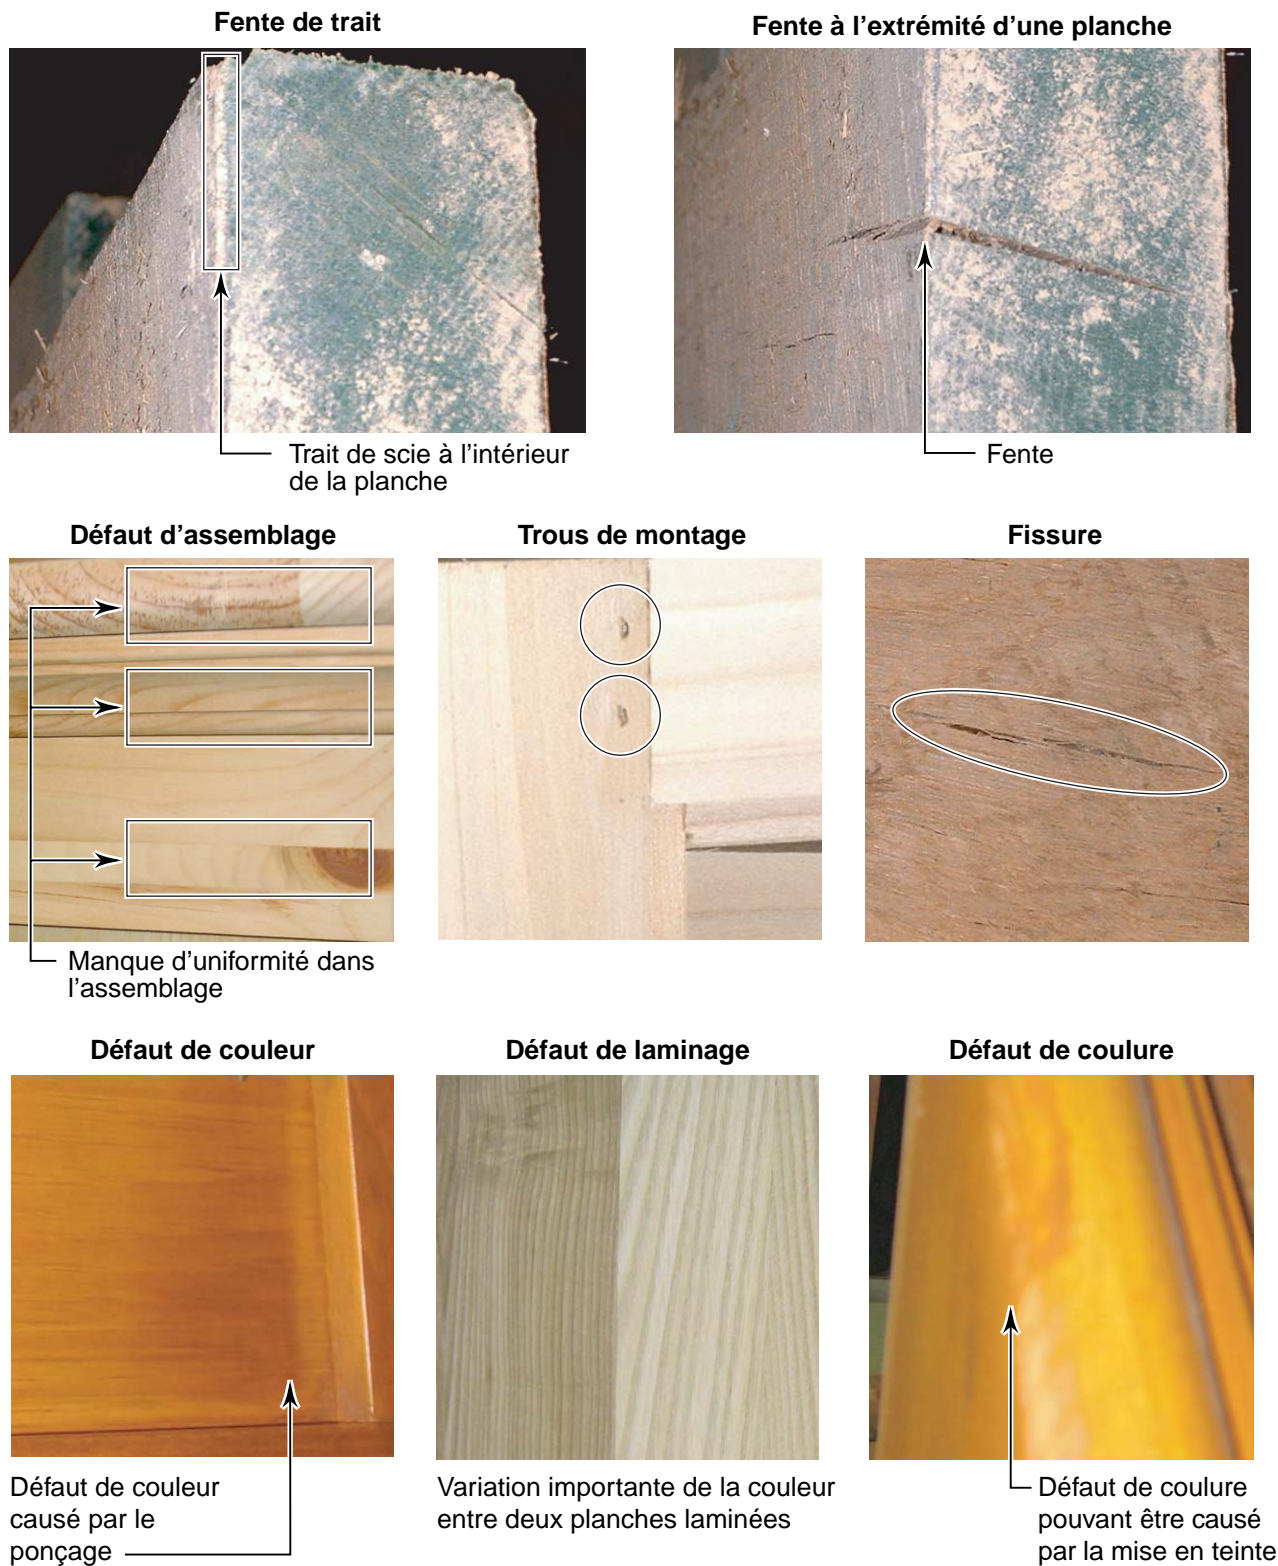 Fente de trait
Fente à l'extrémité d'une planche
Trait de scie à l'intérieur
de la planche
Fente
Défaut d'assemblage
Trous de montage
Fissure
Manque d'uniformité dans
l'assemblage
Défaut de couleur
Défaut de laminage
Défaut de coulure
Défaut de couleur
causé par le
ponçage
Variation importante de la couleur
entre deux planches laminées
Défaut de coulure
pouvant être causé
par la mise en teinte